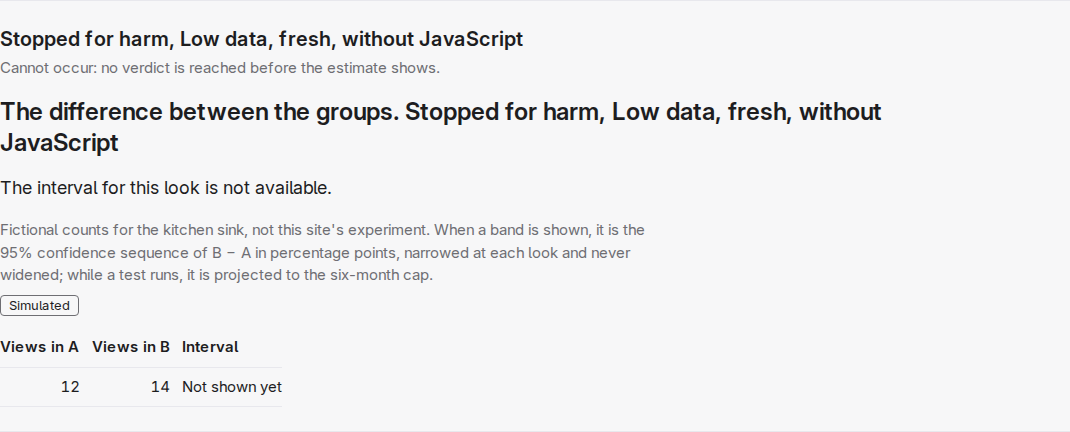 Stopped for harm, Low data, fresh, without JavaScript
Cannot occur: no verdict is reached before the estimate shows.
The difference between the groups. Stopped for harm, Low data, fresh, without
JavaScript
The interval for this look is not available.
Fictional counts for the kitchen sink, not this site's experiment. When a band is shown, it is the
95% confidence sequence of B − A in percentage points, narrowed at each look and never
widened; while a test runs, it is projected to the six-month cap.
Simulated
Views in A Views in B Interval
12 14 Not shown yet